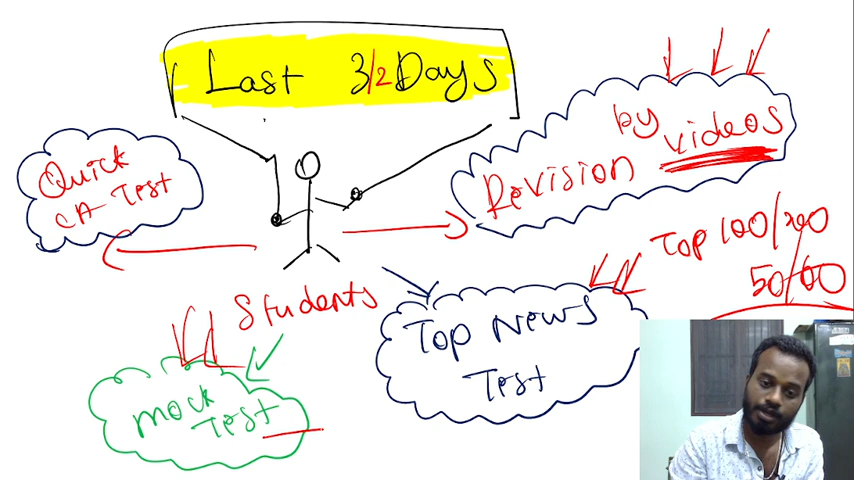 Last 3/2 Days
Quick
CA Test
Revision by videos
Top 100/200
50/60
Students
Top News
Test
Mock
Test